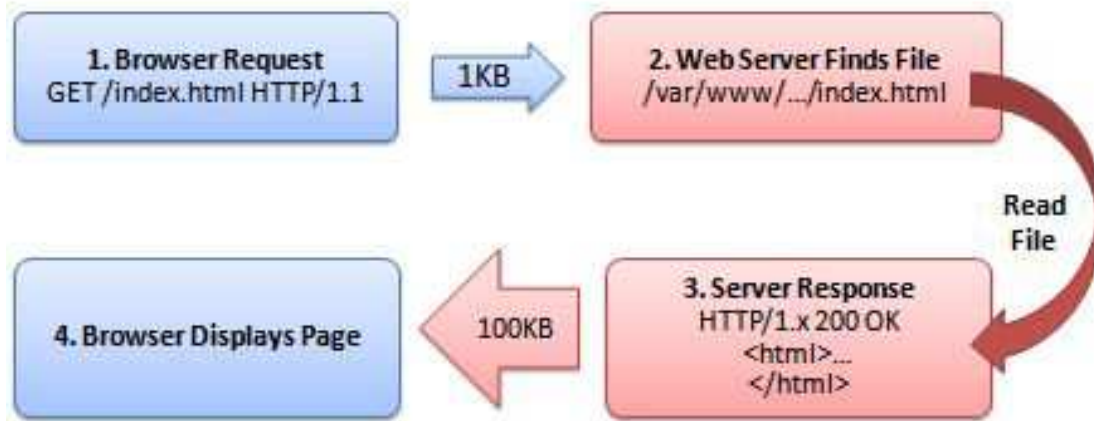 1. Browser Request
GET /index.html HTTP/1.1
1KB
2. Web Server Finds File
/var/www/.../index.html
Read
File
3. Server Response
HTTP/1.x 200 OK
<html>...
</html>
100KB
4. Browser Displays Page